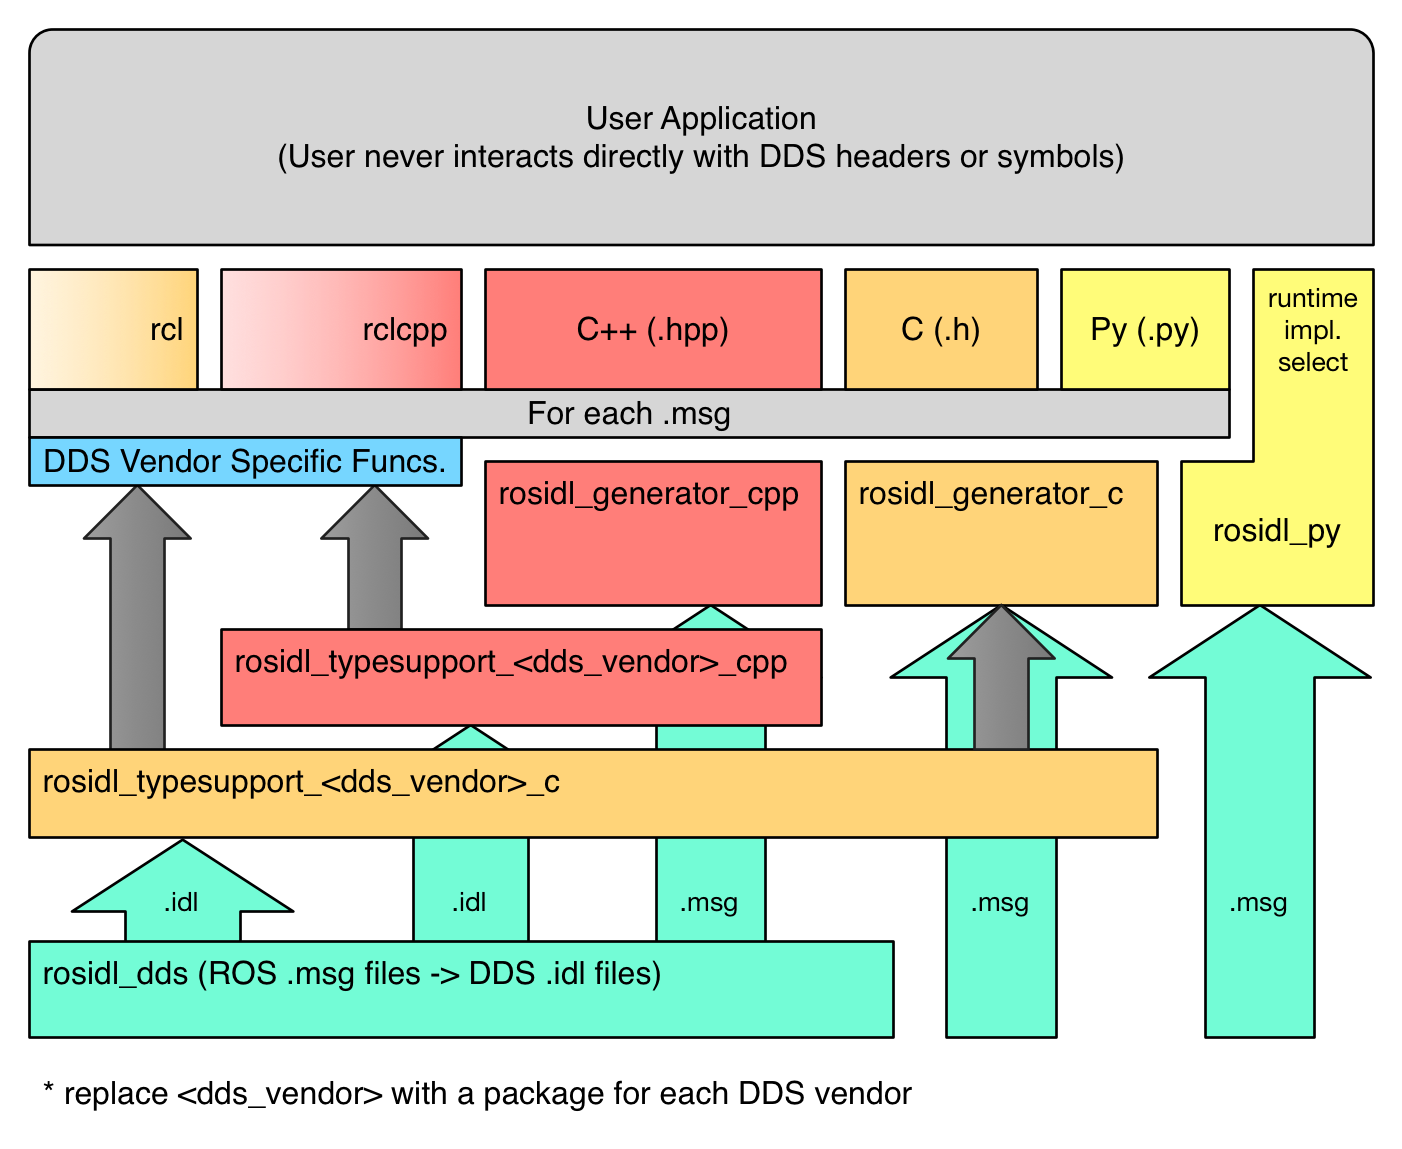 User Application
(User never interacts directly with DDS headers or symbols)
rcl
rclcpp
C++ (.hpp)
C (.h)
Py (.py)
runtime
impl.
select
For each .msg
DDS Vendor Specific Funcs.
rosidl_generator_cpp
rosidl_generator_c
rosidl_py
rosidl_typesupport_<dds_vendor>_cpp
rosidl_typesupport_<dds_vendor>_c
.idl
.idl
.msg
.msg
.msg
rosidl_dds (ROS .msg files -> DDS .idl files)
* replace <dds_vendor> with a package for each DDS vendor